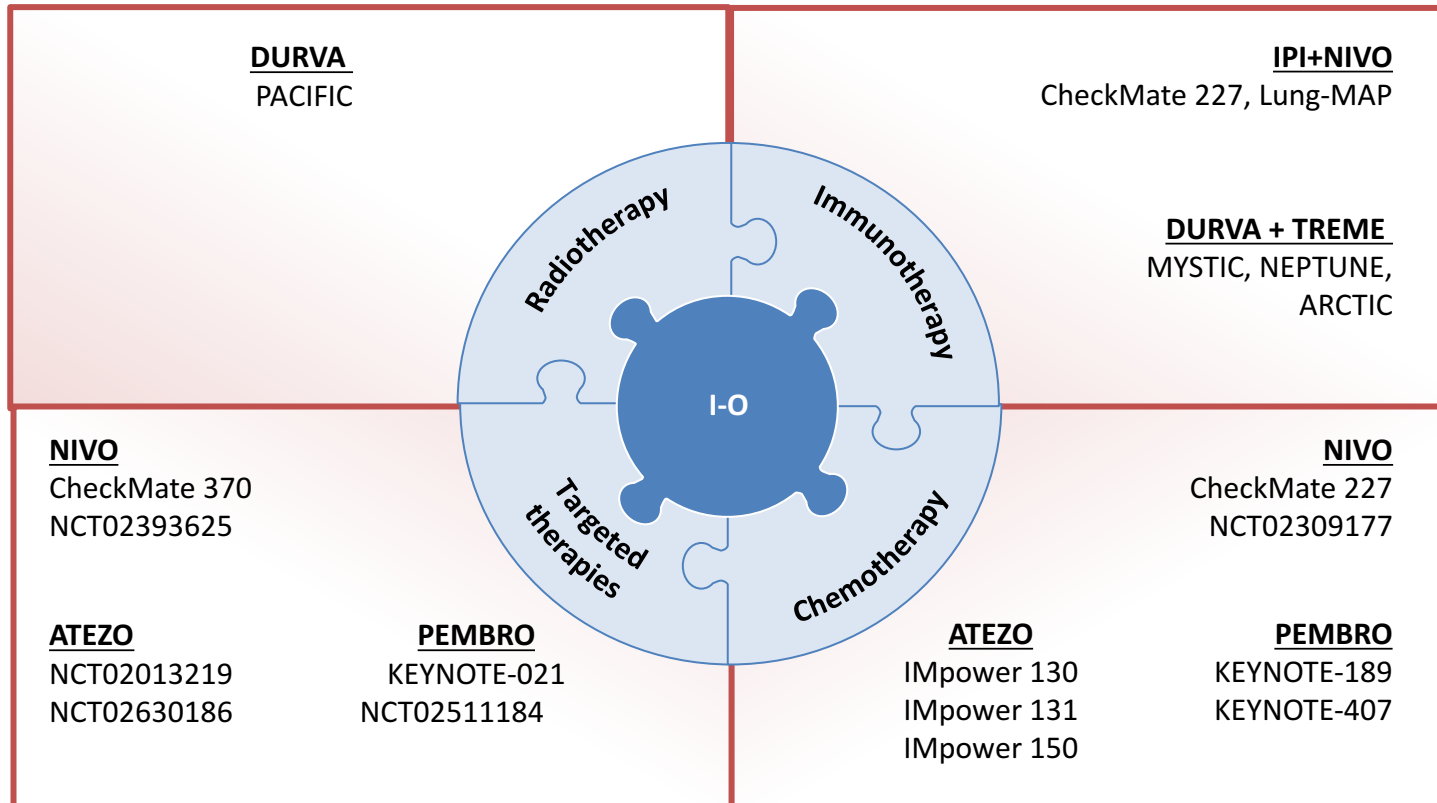 DURVA
PACIFIC
IPI+NIVO
CheckMate 227, Lung-MAP
DURVA + TREME
MYSTIC, NEPTUNE,
ARCTIC
Radiotherapy
Immunotherapy
I-O
Targeted
therapies
Chemotherapy
NIVO
CheckMate 370
NCT02393625
ATEZO
NCT02013219
NCT02630186
PEMBRO
KEYNOTE-021
NCT02511184
NIVO
CheckMate 227
NCT02309177
ATEZO
IMpower 130
IMpower 131
IMpower 150
PEMBRO
KEYNOTE-189
KEYNOTE-407